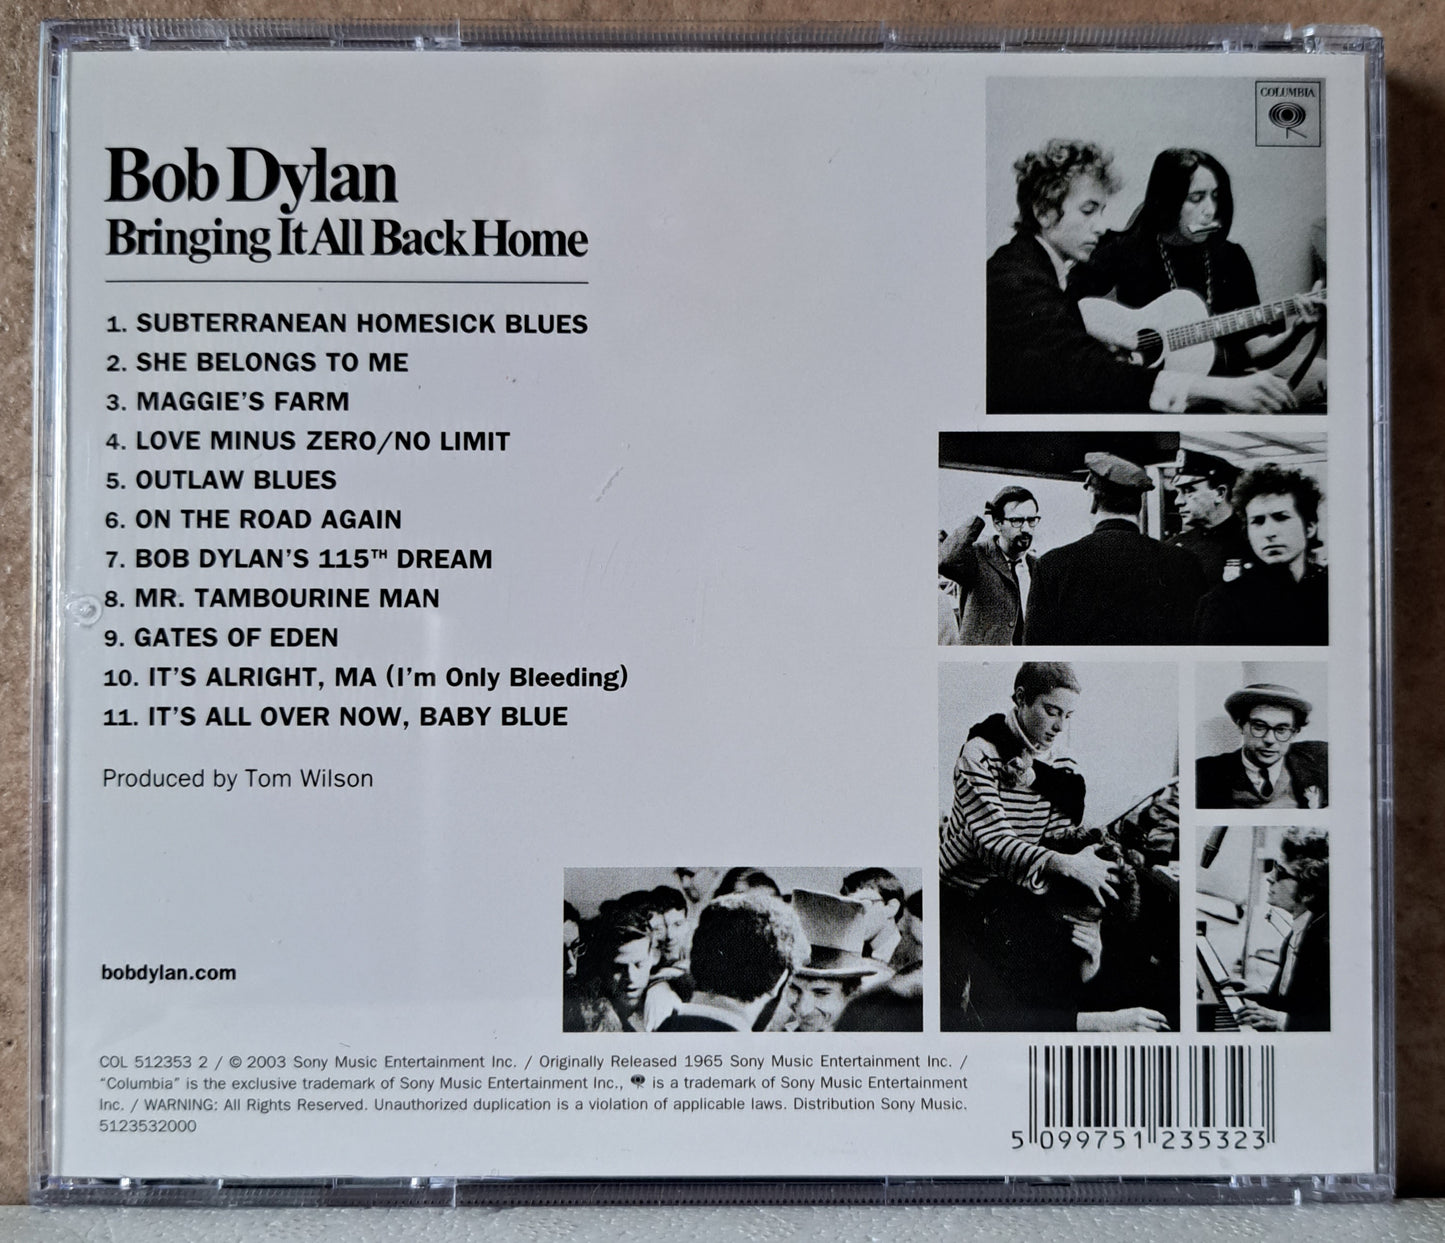 COLUMBIA
Bob Dylan
Bringing It All Back Home
1. SUBTERRANEAN HOMESICK BLUES
2. SHE BELONGS TO ME
3. MAGGIE'S FARM
4. LOVE MINUS ZERO/NO LIMIT
5. OUTLAW BLUES
6. ON THE ROAD AGAIN
7. BOB DYLAN'S 115TH DREAM
8. MR. TAMBOURINE MAN
9. GATES OF EDEN
10. IT'S ALRIGHT, MA (I'm Only Bleeding)
11. IT'S ALL OVER NOW, BABY BLUE
Produced by Tom Wilson
bobdylan.com
COL 512353 2 / © 2003 Sony Music Entertainment Inc. / Originally Released 1965 Sony Music Entertainment Inc. /
“Columbia” is the exclusive trademark of Sony Music Entertainment Inc., is a trademark of Sony Music Entertainment
Inc. / WARNING: All Rights Reserved. Unauthorized duplication is a violation of applicable laws. Distribution Sony Music.
5123532000
5 099751 235323